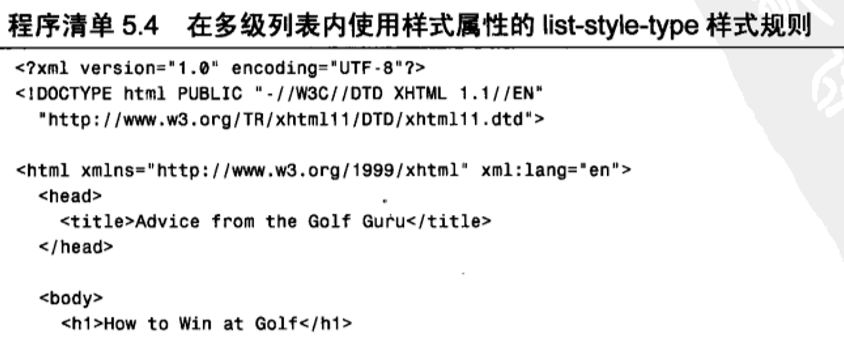 程序清单 5.4 在多级列表内使用样式属性的 list-style-type 样式规则
<?xml version="1.0" encoding="UTF-8"?>
<!DOCTYPE html PUBLIC "-//W3C//DTD XHTML 1.1//EN"
"http://www.w3.org/TR/xhtml11/DTD/xhtml11.dtd">
<html xmlns="http://www.w3.org/1999/xhtml" xml:lang="en">
<head>
<title>Advice from the Golf Guru</title>
</head>
<body>
<h1>How to Win at Golf</h1>